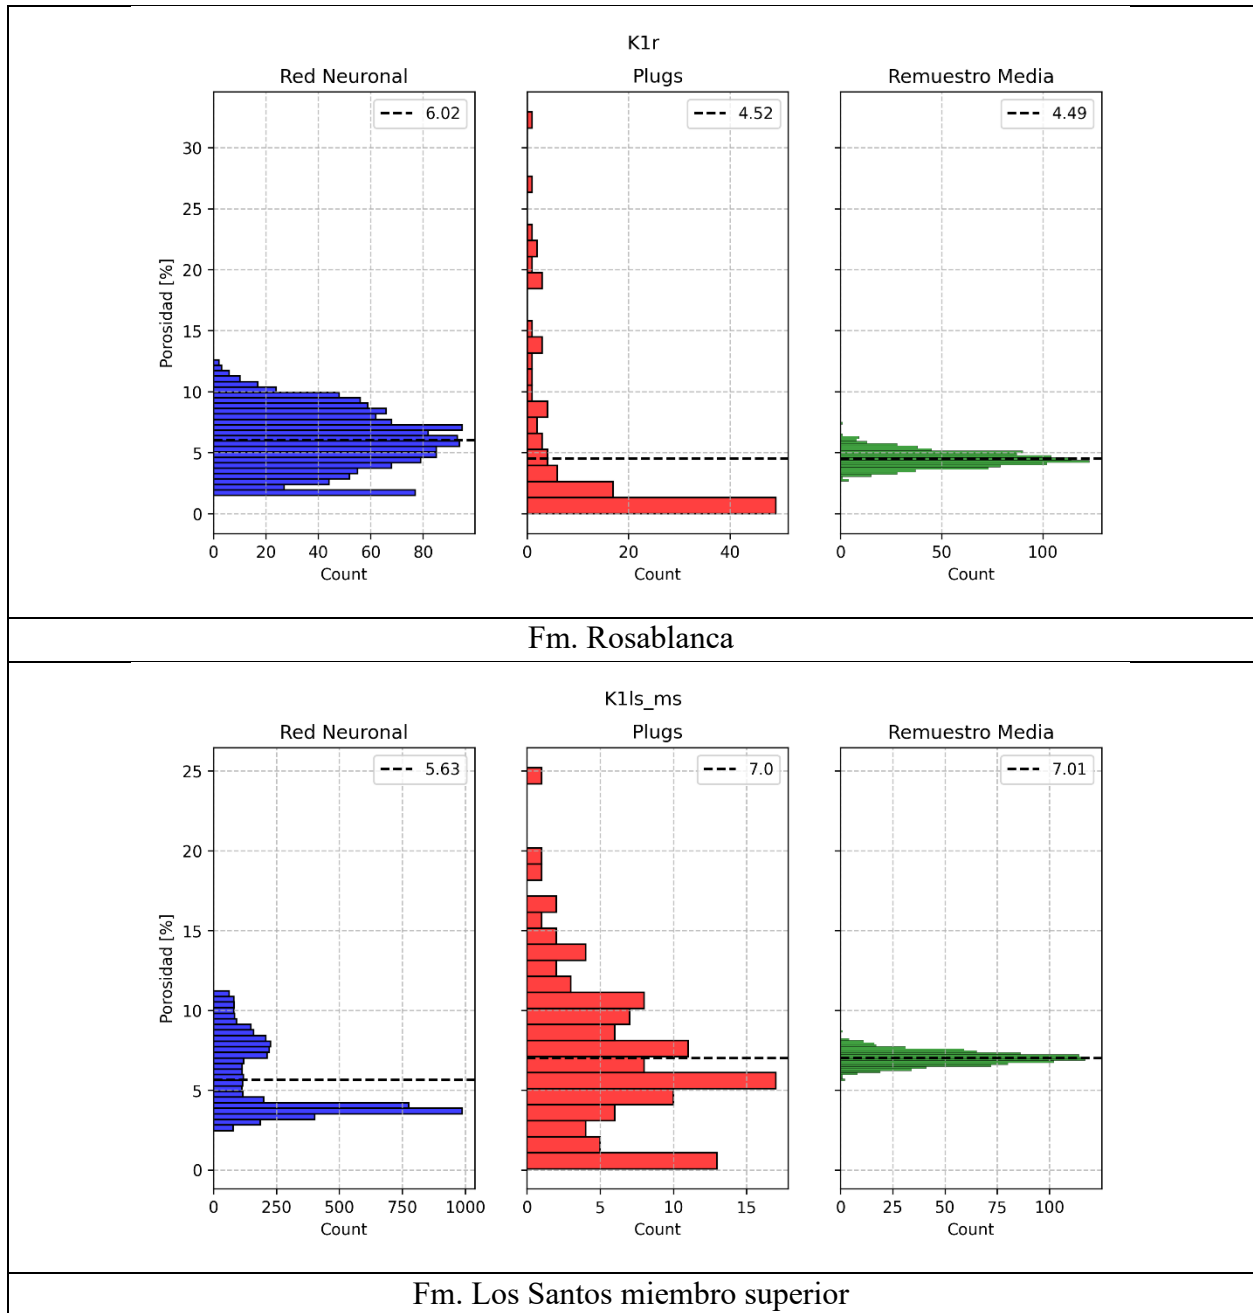 K1r
Red Neuronal Plugs Remuestro Media
6.02 4.52 4.49
Porosidad [%]
30
25
20
15
10
5
0
0 20 40 60 80 0 20 40 0 50 100
Count Count Count
Fm. Rosablanca
K1ls_ms
Red Neuronal Plugs Remuestro Media
5.63 7.0 7.01
Porosidad [%]
25
20
15
10
5
0
0 250 500 750 1000 0 5 10 15 0 25 50 75 100
Count Count Count
Fm. Los Santos miembro superior